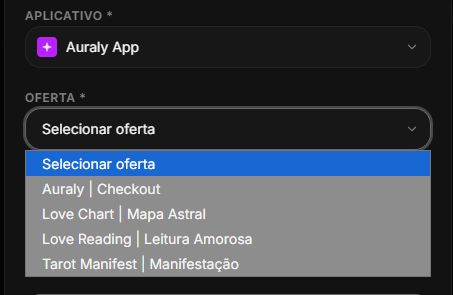 APLICATIVO *
Auraly App
OFERTA *
Selecionar oferta
Selecionar oferta
Auraly | Checkout
Love Chart | Mapa Astral
Love Reading | Leitura Amorosa
Tarot Manifest | Manifestação